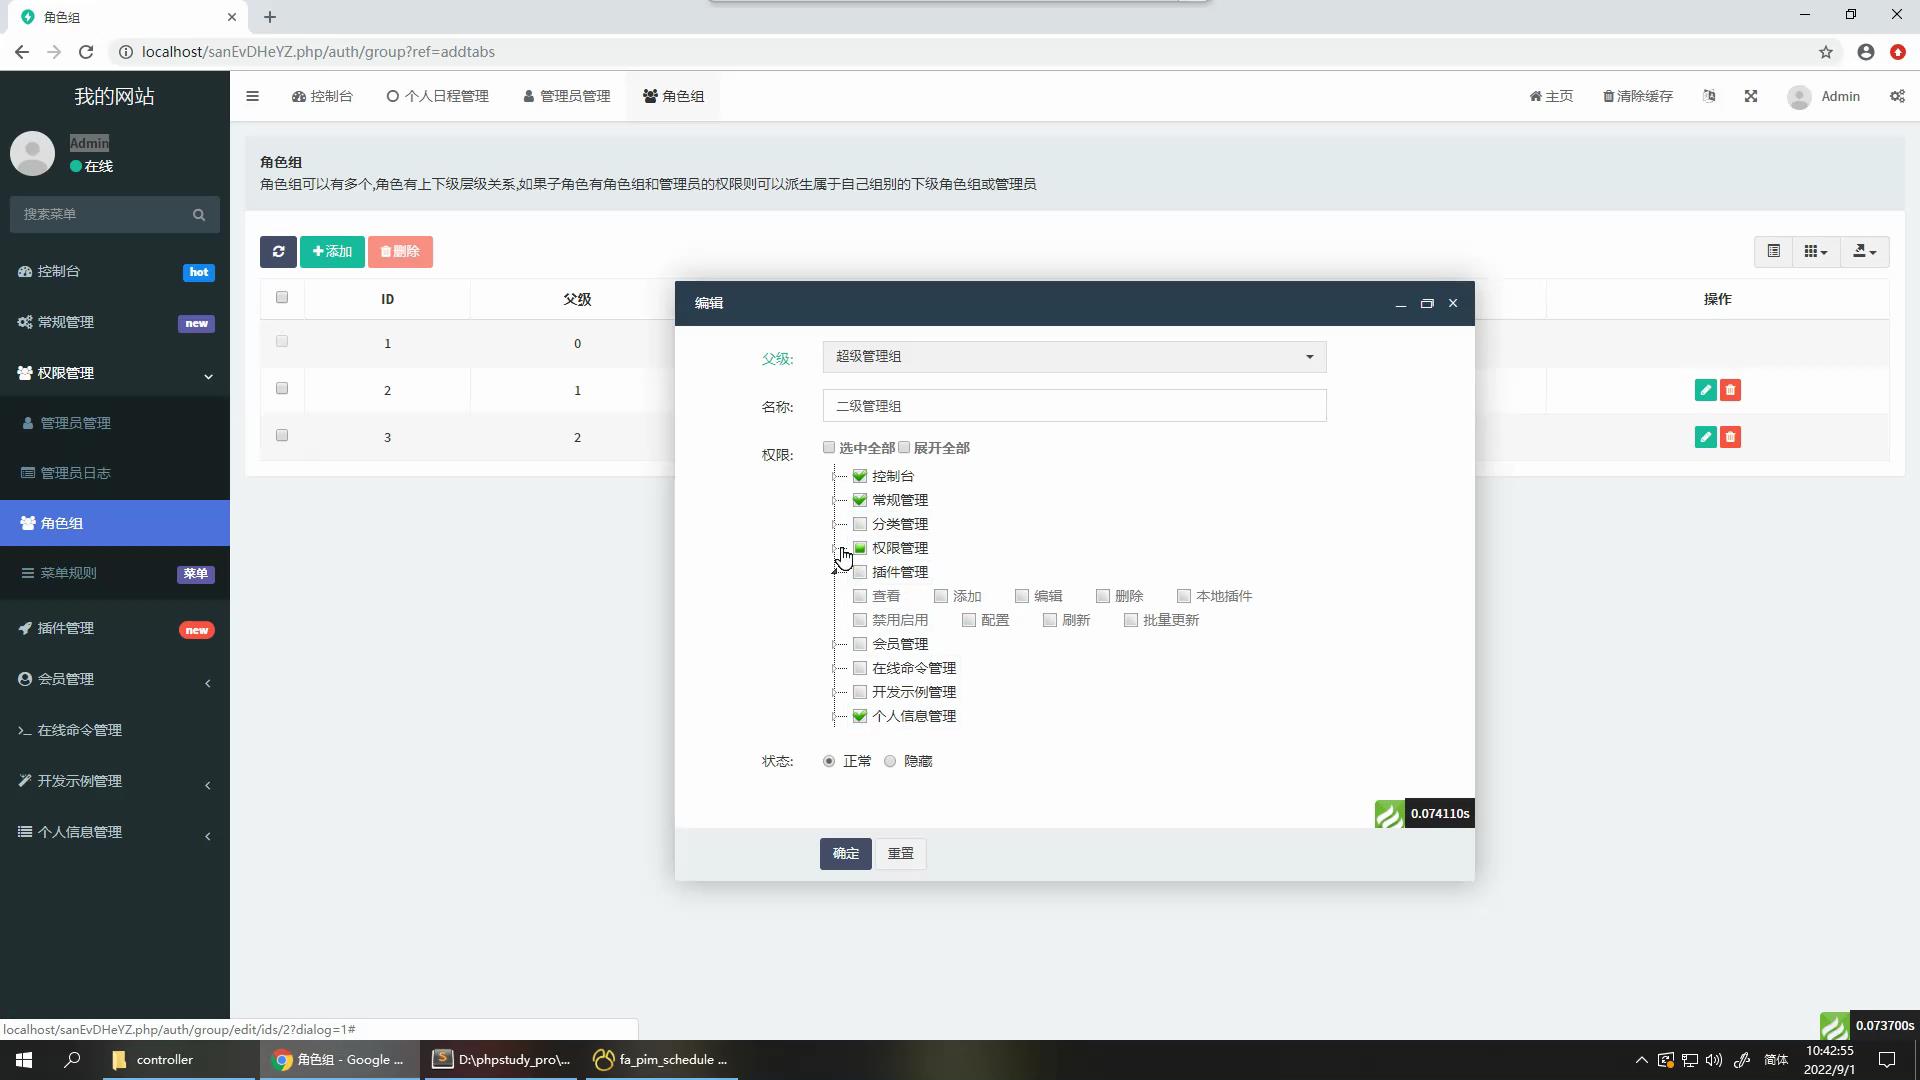 角色组
localhost/sanEvDHeYZ.php/auth/group?ref=addtabs
我的网站
控制台
个人日程管理
管理员管理
角色组
主页
清除缓存
Admin
Admin
在线
搜索菜单
控制台 hot
常规管理 new
权限管理
管理员管理
管理员日志
角色组
菜单规则 菜单
插件管理 new
会员管理
在线命令管理
开发示例管理
个人信息管理
角色组
角色组可以有多个,角色有上下级层级关系,如果子角色有角色组和管理员的权限则可以派生属于自己组别的下级角色组或管理员
添加 删除
ID 父级 操作
1 0
2 1
3 2
编辑
父级: 超级管理组
名称: 二级管理组
权限: 选中全部 展开全部
控制台
常规管理
分类管理
权限管理
插件管理
查看 添加 编辑 删除 本地插件
禁用启用 配置 刷新 批量更新
会员管理
在线命令管理
开发示例管理
个人信息管理
状态: 正常 隐藏
0.074110s
确定 重置
0.073700s
localhost/sanEvDHeYZ.php/auth/group/edit/ids/2?dialog=1#
controller
角色组 - Google ...
D:\phpstudy_pro\...
fa_pim_schedule ...
简体
10:42:55
2022/9/1